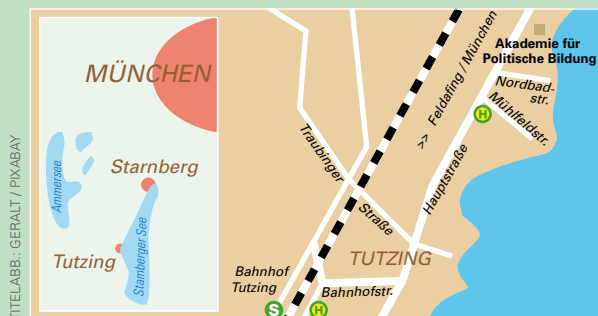 TITELABB.: GERALT / PIXABAY
MÜNCHEN
Ammersee
Starnberg
Starnberger See
Tutzing
Akademie für
Politische Bildung
>> Feldafing / München
Nordbad-
str.
Mühlfeldstr.
H
Traubinger
Straße
Hauptstraße
TUTZING
Bahnhof
Tutzing
Bahnhofstr.
S
H